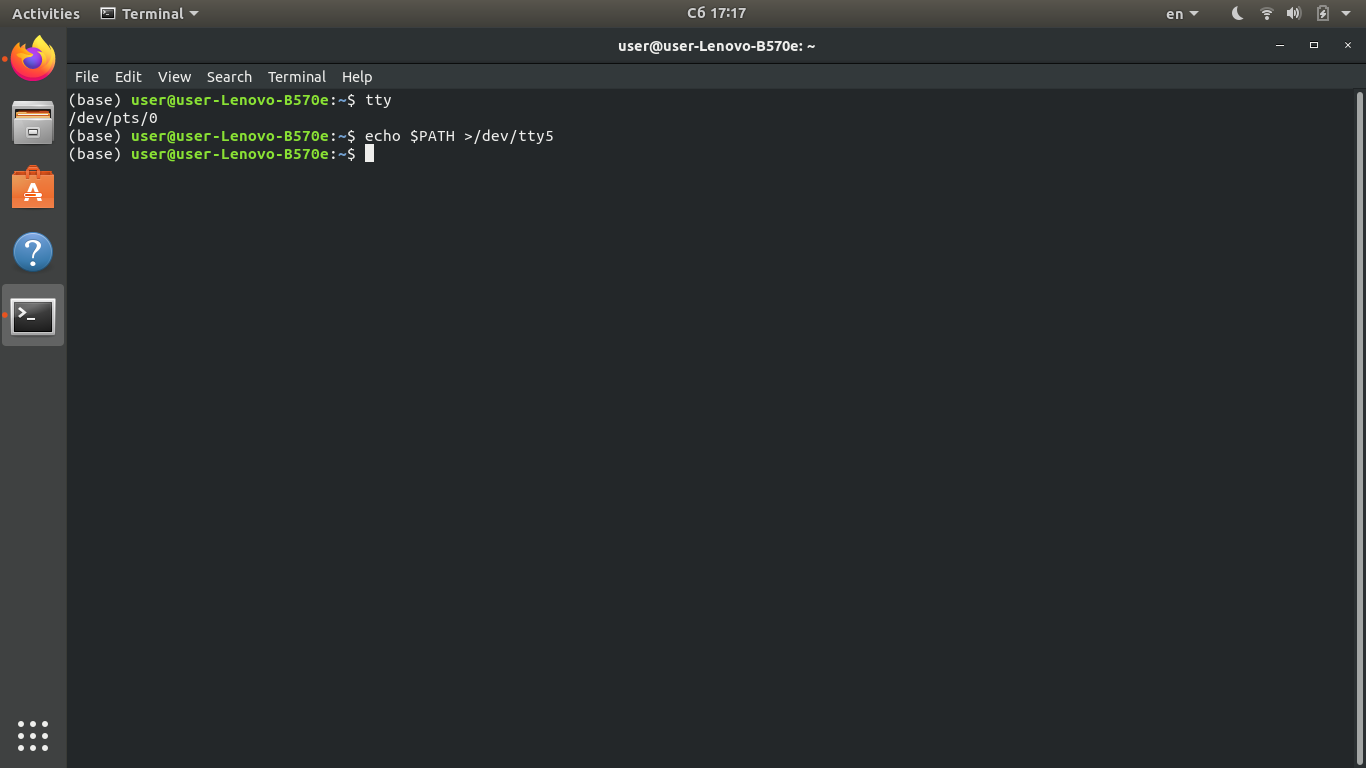 Activities Terminal Сб 17:17 en
user@user-Lenovo-B570e: ~
File Edit View Search Terminal Help
(base) user@user-Lenovo-B570e:~$ tty
/dev/pts/0
(base) user@user-Lenovo-B570e:~$ echo $PATH >/dev/tty5
(base) user@user-Lenovo-B570e:~$